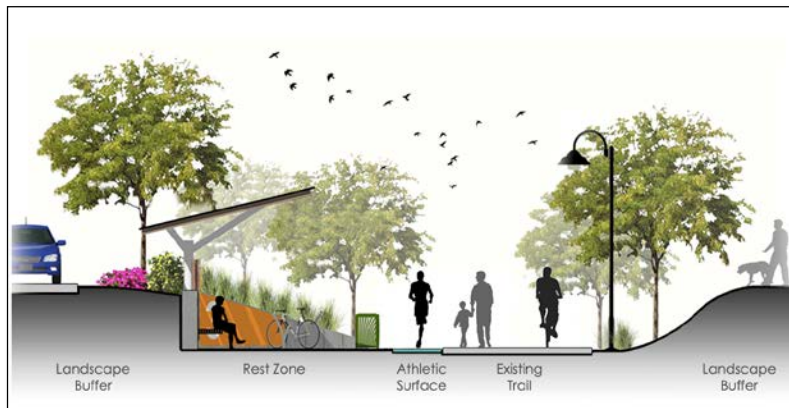 Landscape
Buffer
Rest Zone
Athletic
Surface
Existing
Trail
Landscape
Buffer